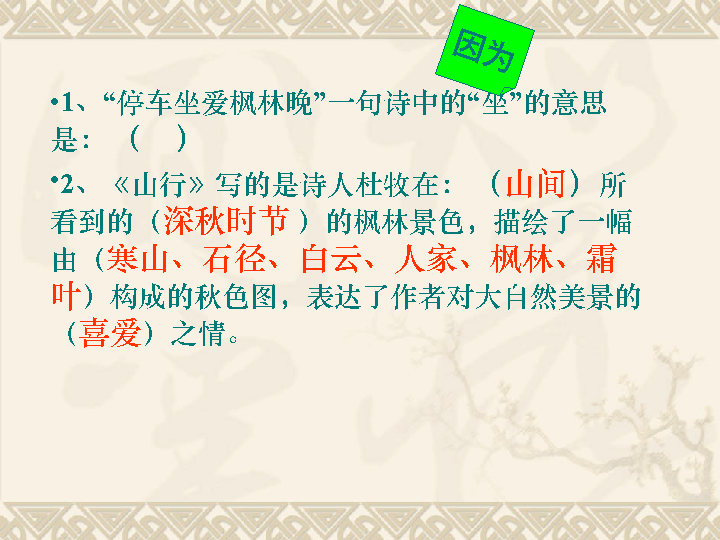 因为
•1、“停车坐爱枫林晚”一句诗中的“坐”的意思
是：（ ）
•2、《山行》写的是诗人杜牧在：（山间）所
看到的（深秋时节）的枫林景色，描绘了一幅
由（寒山、石径、白云、人家、枫林、霜
叶）构成的秋色图，表达了作者对大自然美景的
（喜爱）之情。